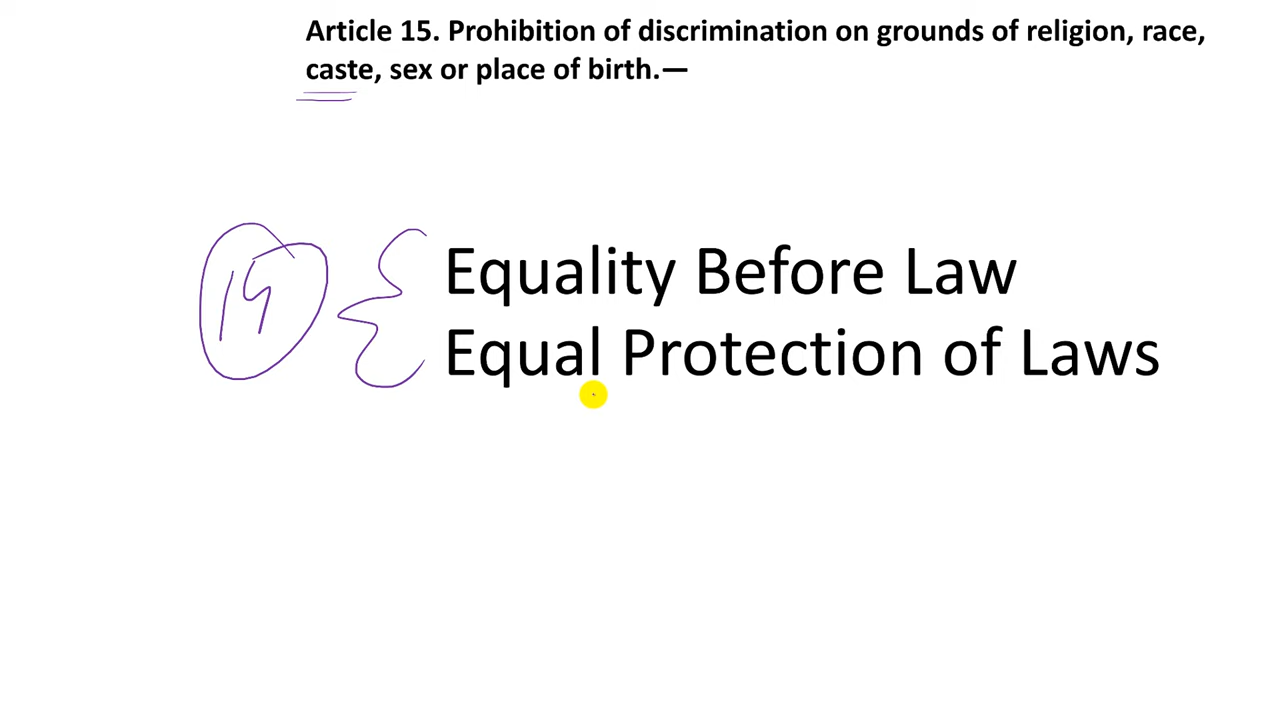 Article 15. Prohibition of discrimination on grounds of religion, race,
caste, sex or place of birth.—
14
Equality Before Law
Equal Protection of Laws